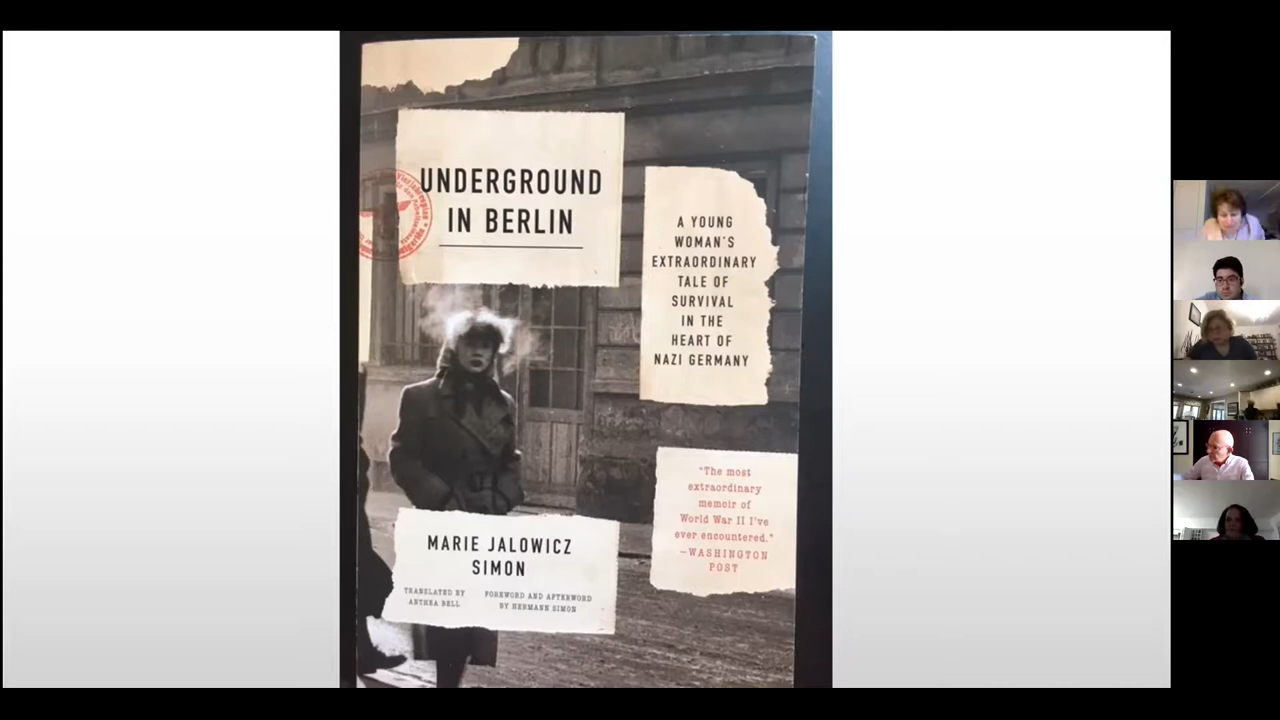 UNDERGROUND
IN BERLIN
A YOUNG
WOMAN'S
EXTRAORDINARY
TALE OF
SURVIVAL
IN THE
HEART OF
NAZI GERMANY
"The most
extraordinary
memoir of
World War II I've
ever encountered."
—WASHINGTON
POST
MARIE JALOWICZ
SIMON
TRANSLATED BY
ANTHEA BELL
FOREWORD AND AFTERWORD
BY HERMANN SIMON